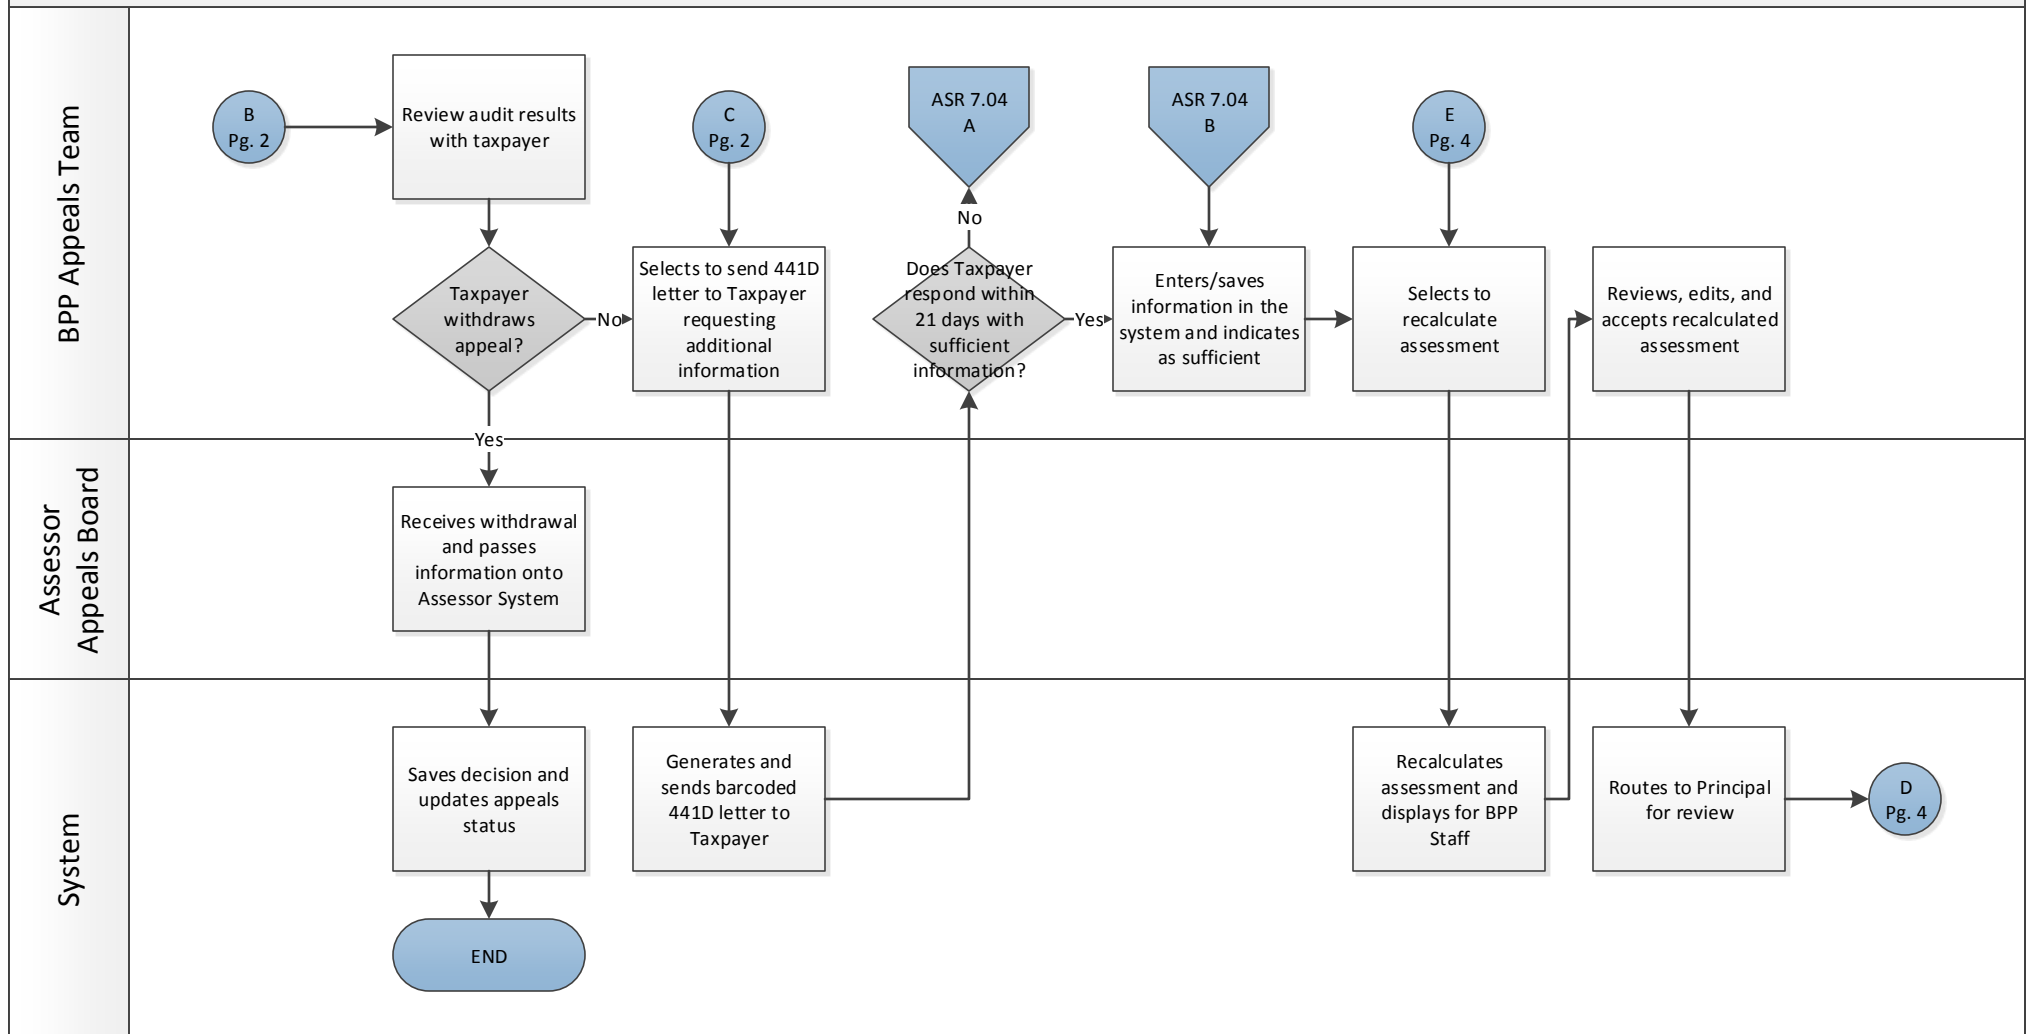 BPP Appeals Team
B
Pg. 2
Review audit results
with taxpayer
C
Pg. 2
ASR 7.04
A
ASR 7.04
B
E
Pg. 4
No
Taxpayer
withdraws
appeal?
No
Selects to send 441D
letter to Taxpayer
requesting
additional
information
Does Taxpayer
respond within
21 days with
sufficient
information?
Yes
Enters/saves
information in the
system and indicates
as sufficient
Selects to
recalculate
assessment
Reviews, edits, and
accepts recalculated
assessment
Yes
Assessor
Appeals Board
Receives withdrawal
and passes
information onto
Assessor System
System
Saves decision and
updates appeals
status
Generates and
sends barcoded
441D letter to
Taxpayer
Recalculates
assessment and
displays for BPP
Staff
Routes to Principal
for review
D
Pg. 4
END